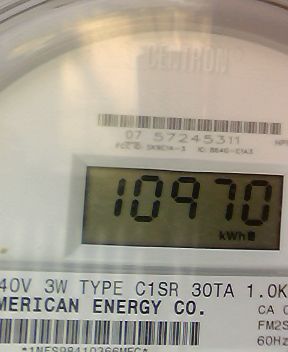 CENTRON
07 57245311
10970
kWh
40V 3W TYPE C1SR 30TA 1.0K
MERICAN ENERGY CO.
CA
FM2S
60Hz